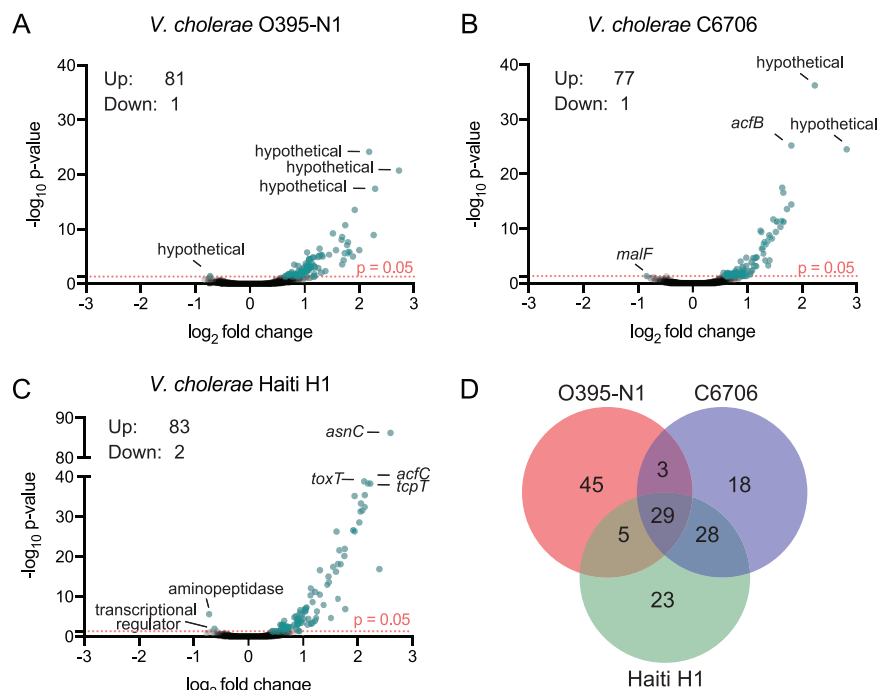 A
V. cholerae O395-N1
Up: 81
Down: 1
hypothetical
hypothetical
hypothetical
hypothetical
p = 0.05
40
30
20
10
0
-3
-2
-1
0
1
2
3
-log10 p-value
log2 fold change
B
V. cholerae C6706
Up: 77
Down: 1
hypothetical
acfB
hypothetical
malF
p = 0.05
40
30
20
10
0
-3
-2
-1
0
1
2
3
-log10 p-value
log2 fold change
C
V. cholerae Haiti H1
Up: 83
Down: 2
asnC
toxT
acfC
tcpT
aminopeptidase
transcriptional
regulator
p = 0.05
90
80
40
30
20
10
0
-3
-2
-1
0
1
2
3
-log10 p-value
log2 fold change
D
O395-N1
C6706
45
3
18
29
5
28
23
Haiti H1